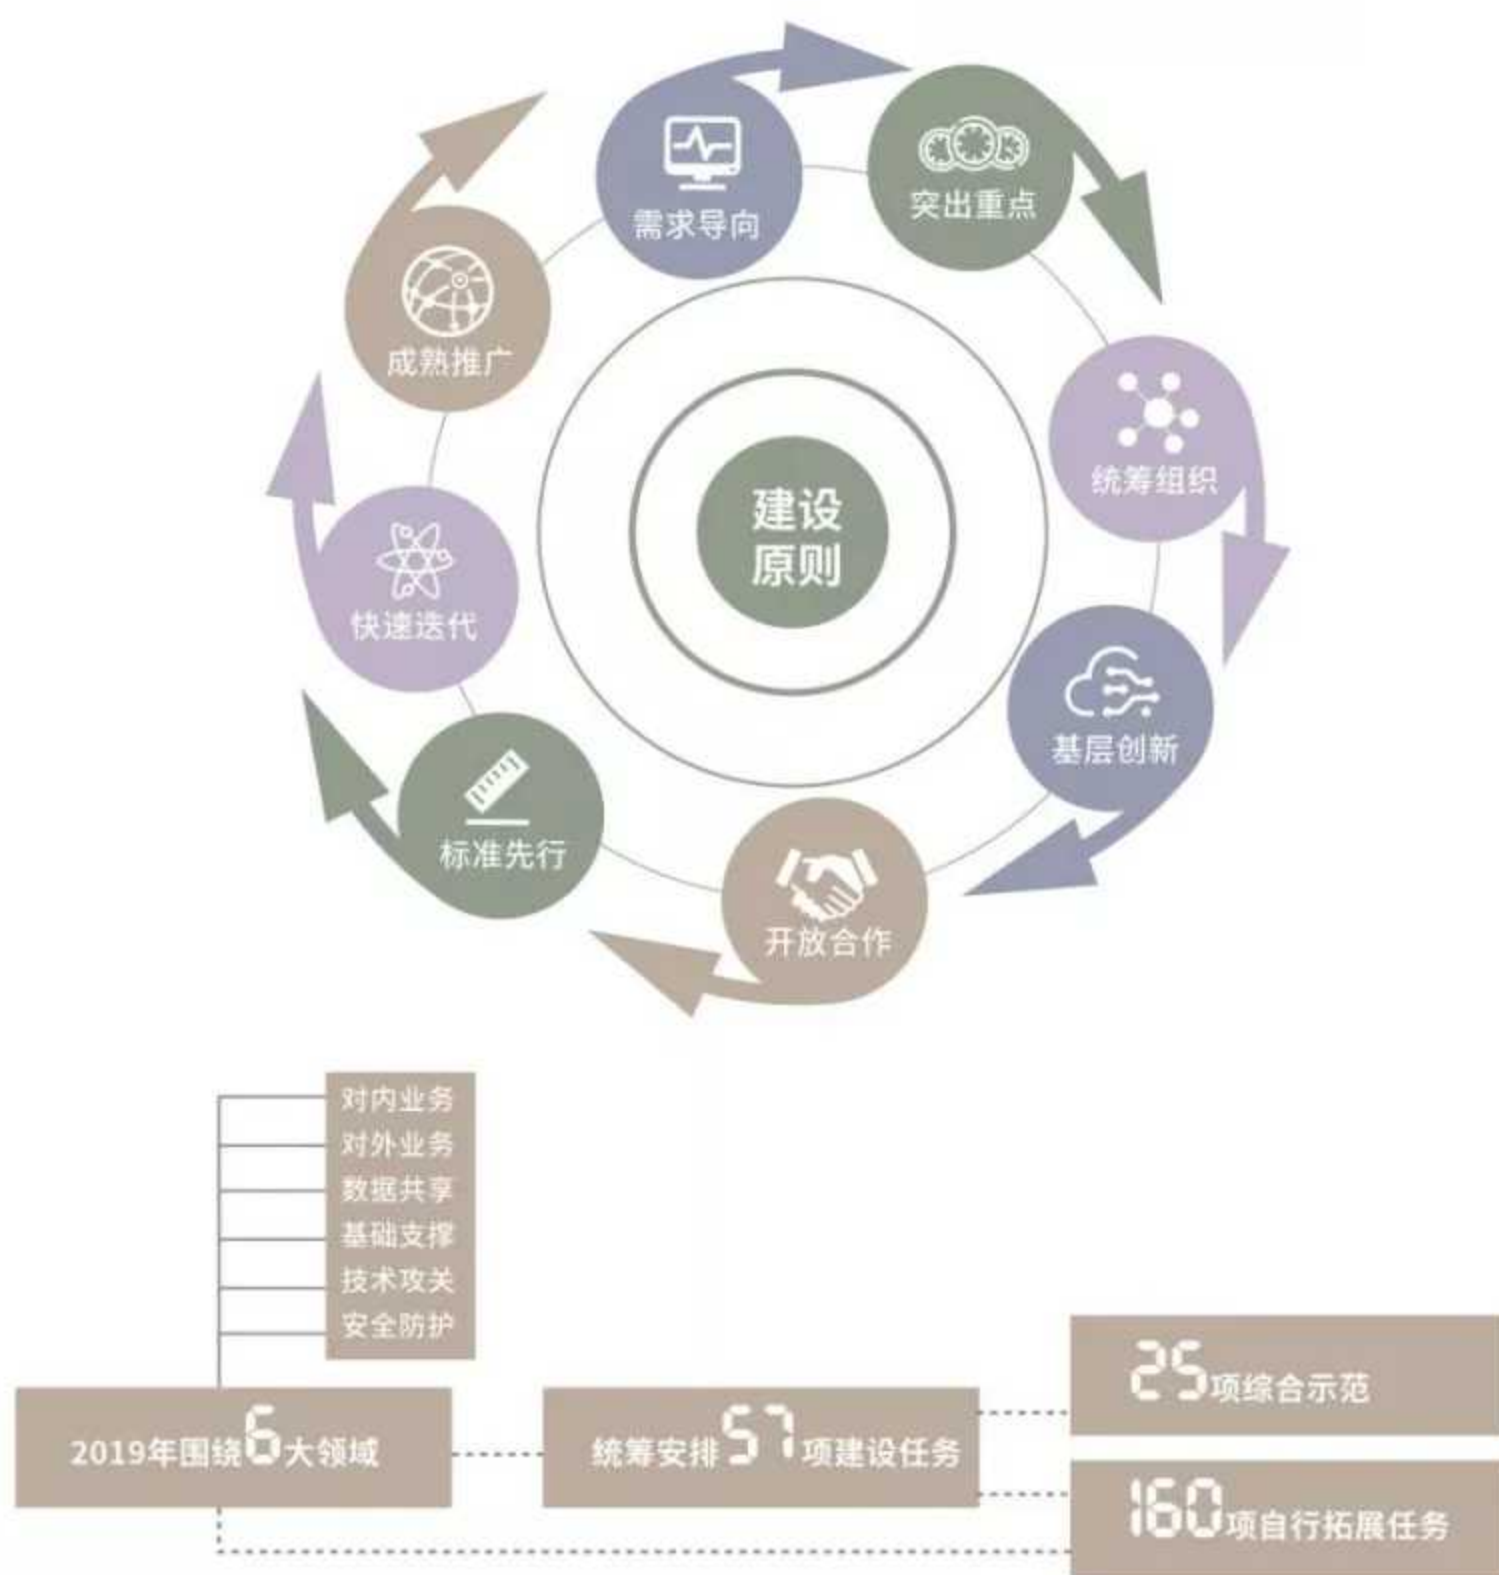 需求导向
突出重点
统筹组织
基层创新
开放合作
标准先行
快速迭代
成熟推广
建设
原则
对内业务
对外业务
数据共享
基础支撑
技术攻关
安全防护
2019年围绕6大领域
统筹安排57项建设任务
25项综合示范
160项自行拓展任务